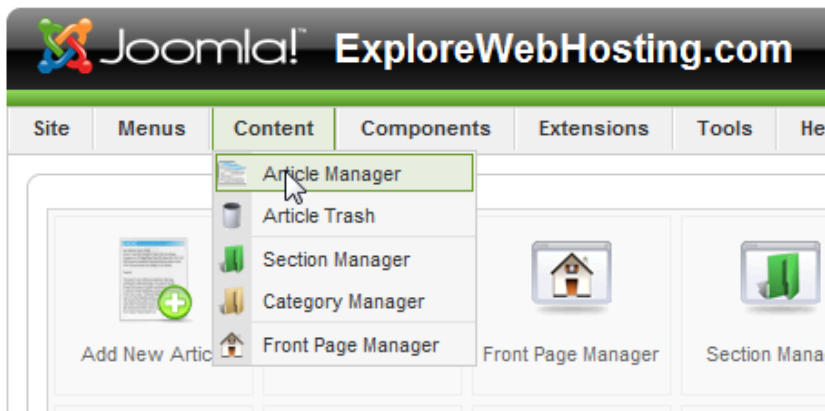 Joomla!™ ExploreWebHosting.com
Site Menus Content Components Extensions Tools
Article Manager
Article Trash
Section Manager
Category Manager
Front Page Manager
Add New Artic
Front Page Manager
Section Mana